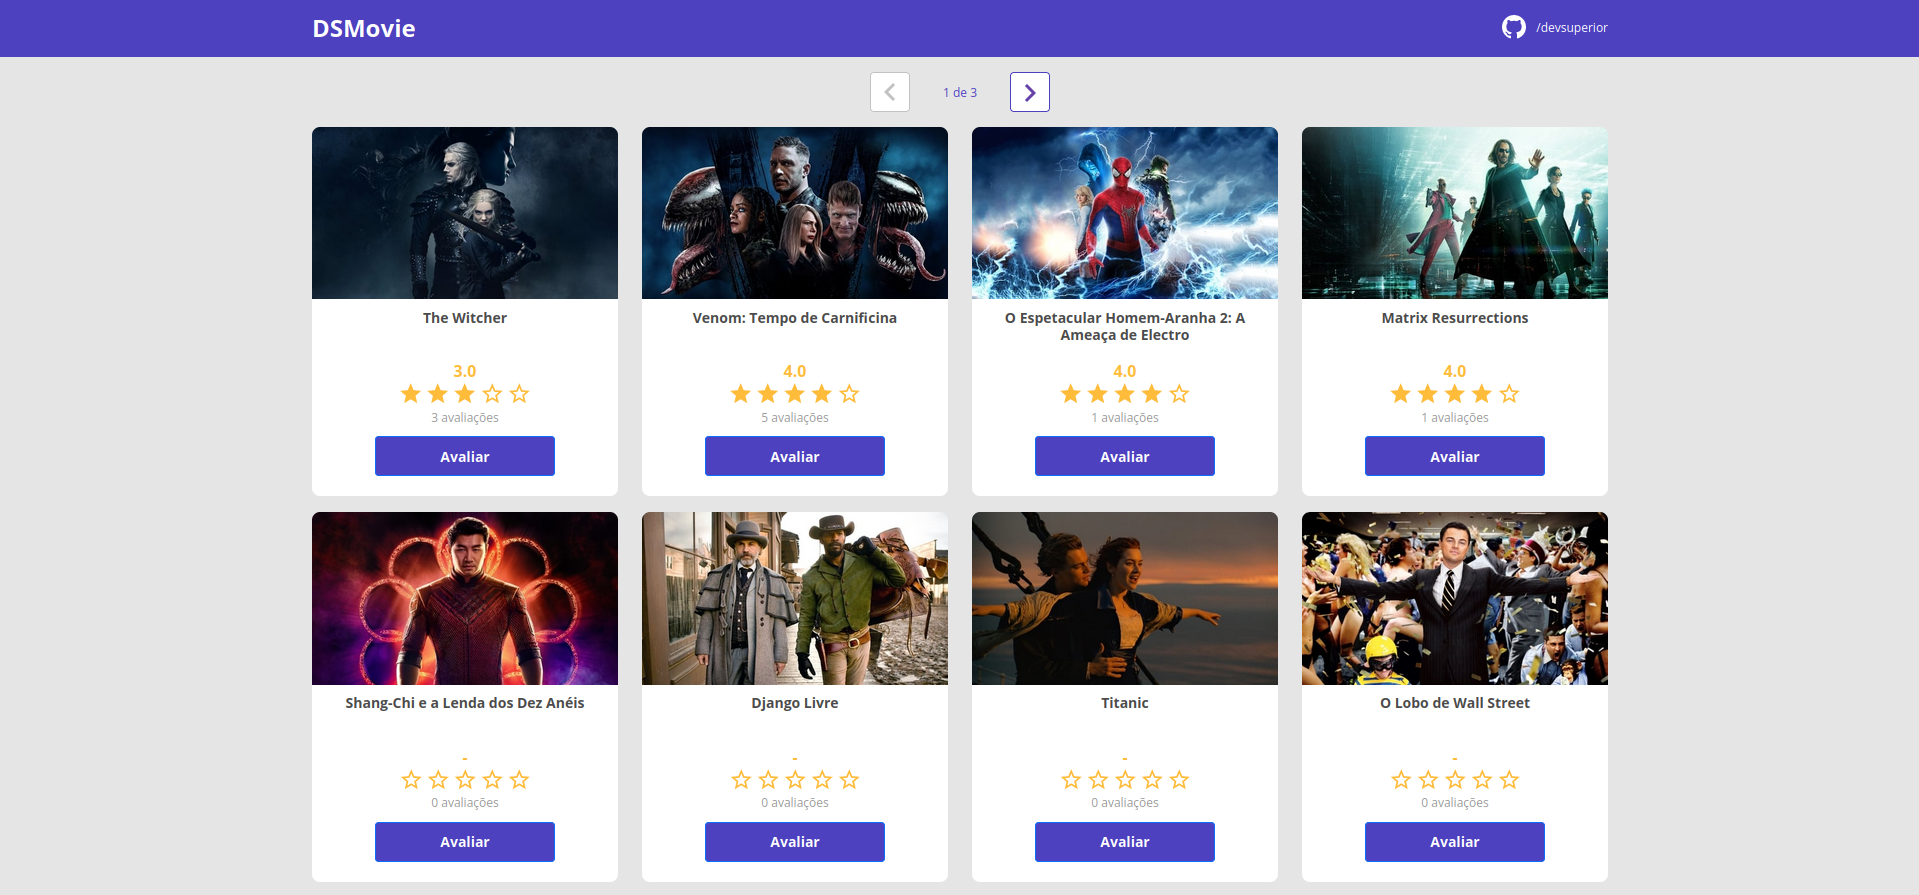 DSMovie
/devsuperior
1 de 3
The Witcher
3.0
3 avaliações
Avaliar
Venom: Tempo de Carnificina
4.0
5 avaliações
Avaliar
O Espetacular Homem-Aranha 2: A
Ameaça de Electro
4.0
1 avaliações
Avaliar
Matrix Resurrections
4.0
1 avaliações
Avaliar
Shang-Chi e a Lenda dos Dez Anéis
-
0 avaliações
Avaliar
Django Livre
-
0 avaliações
Avaliar
Titanic
-
0 avaliações
Avaliar
O Lobo de Wall Street
-
0 avaliações
Avaliar